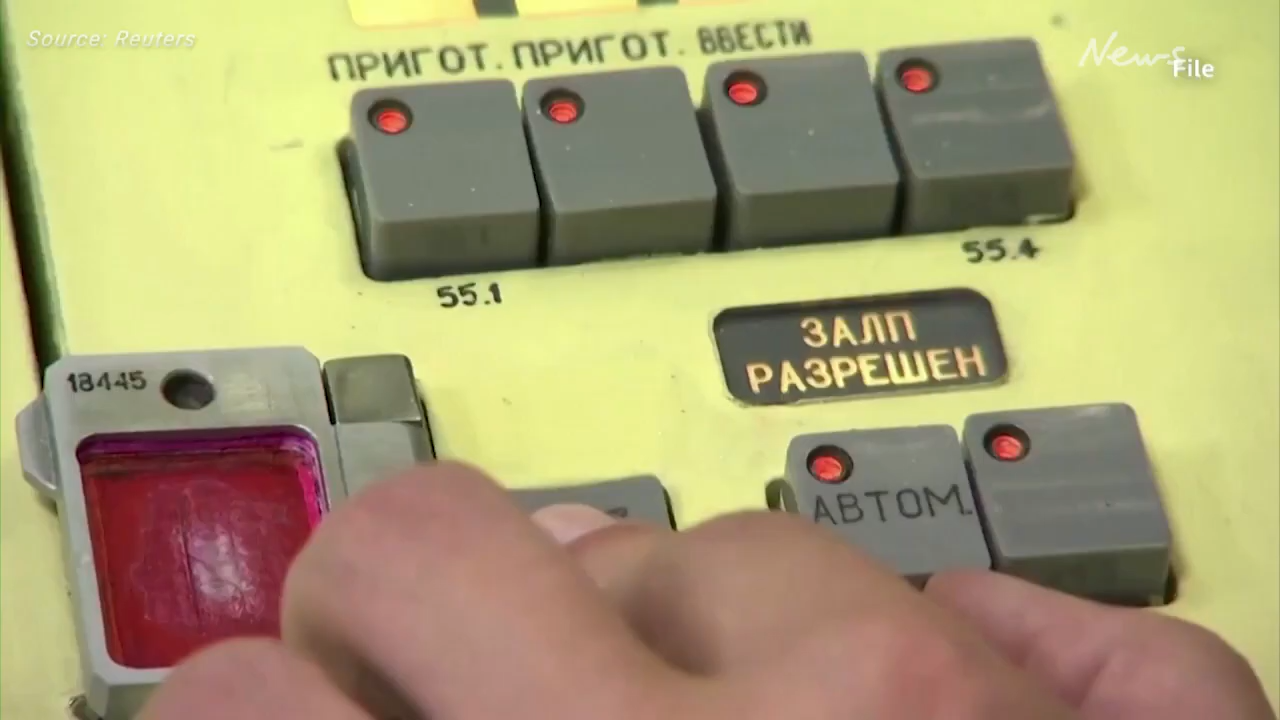 Source: Reuters
News
File
ПРИГОТ. ПРИГОТ. ВВЕСТИ
55.1
55.4
ЗАЛП
РАЗРЕШЕН
18445
АВТОМ.